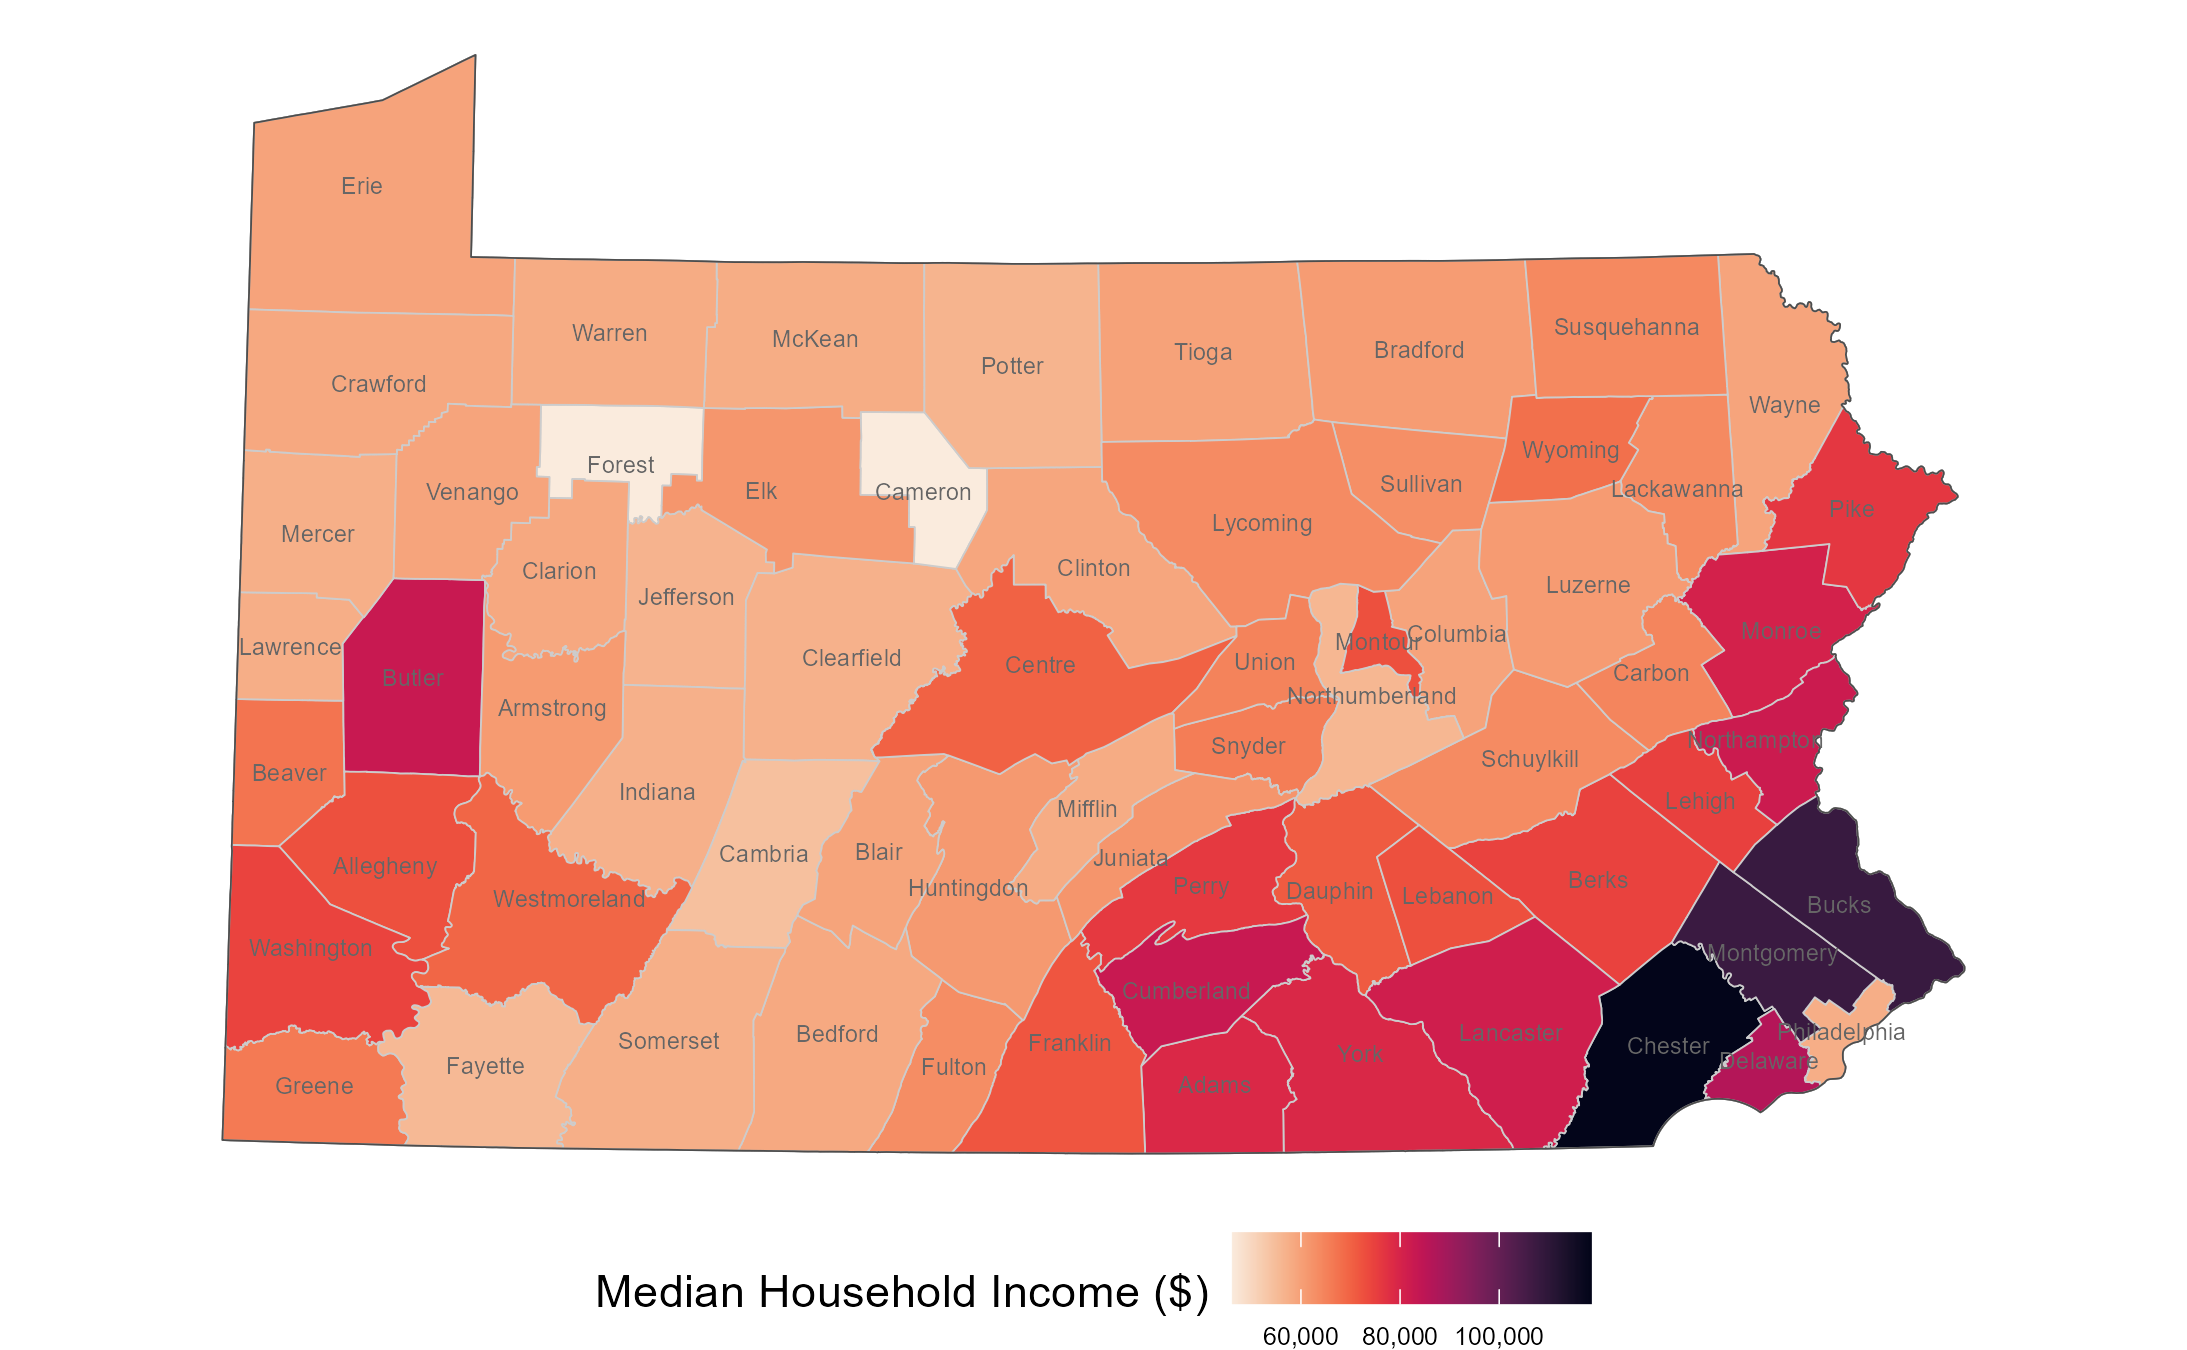 Erie
Warren
McKean
Potter
Tioga
Bradford
Susquehanna
Wayne
Crawford
Forest
Elk
Cameron
Venango
Mercer
Clarion
Jefferson
Clearfield
Clinton
Lycoming
Sullivan
Wyoming
Lackawanna
Pike
Luzerne
Monroe
Lawrence
Butler
Armstrong
Centre
Union
Montour
Columbia
Northumberland
Carbon
Northampton
Beaver
Indiana
Snyder
Schuylkill
Lehigh
Allegheny
Westmoreland
Cambria
Blair
Huntingdon
Mifflin
Juniata
Perry
Dauphin
Lebanon
Berks
Bucks
Montgomery
Washington
Cumberland
Lancaster
Chester
Philadelphia
Delaware
Greene
Fayette
Somerset
Bedford
Fulton
Franklin
Adams
York
Median Household Income ($)
60,000 80,000 100,000